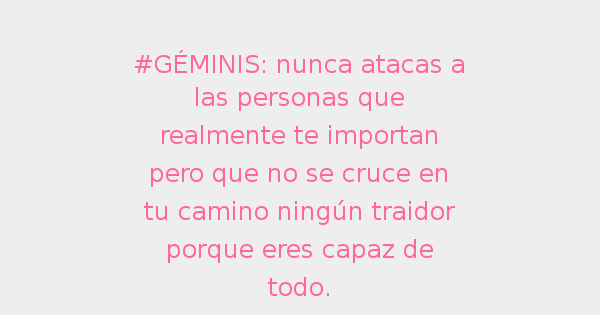 #GÉMINIS: nunca atacas a
las personas que
realmente te importan
pero que no se cruce en
tu camino ningún traidor
porque eres capaz de
todo.